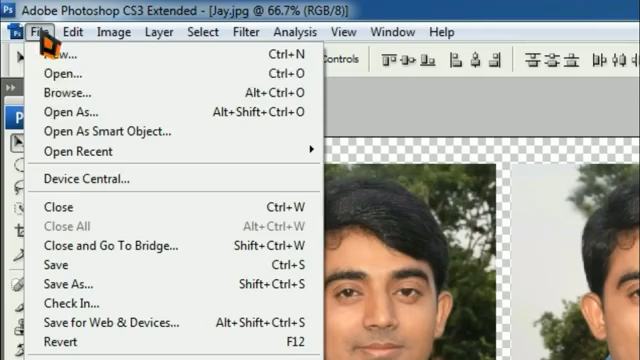 Ps Adobe Photoshop CS3 Extended - [Jay.jpg @ 66.7% (RGB/8)]
Ps File Edit Image Layer Select Filter Analysis View Window Help
Controls
New... Ctrl+N
Open... Ctrl+O
Browse... Alt+Ctrl+O
Open As... Alt+Shift+Ctrl+O
Open As Smart Object...
Open Recent
Device Central...
Close Ctrl+W
Close All Alt+Ctrl+W
Close and Go To Bridge... Shift+Ctrl+W
Save Ctrl+S
Save As... Shift+Ctrl+S
Check In...
Save for Web & Devices... Alt+Shift+Ctrl+S
Revert F12